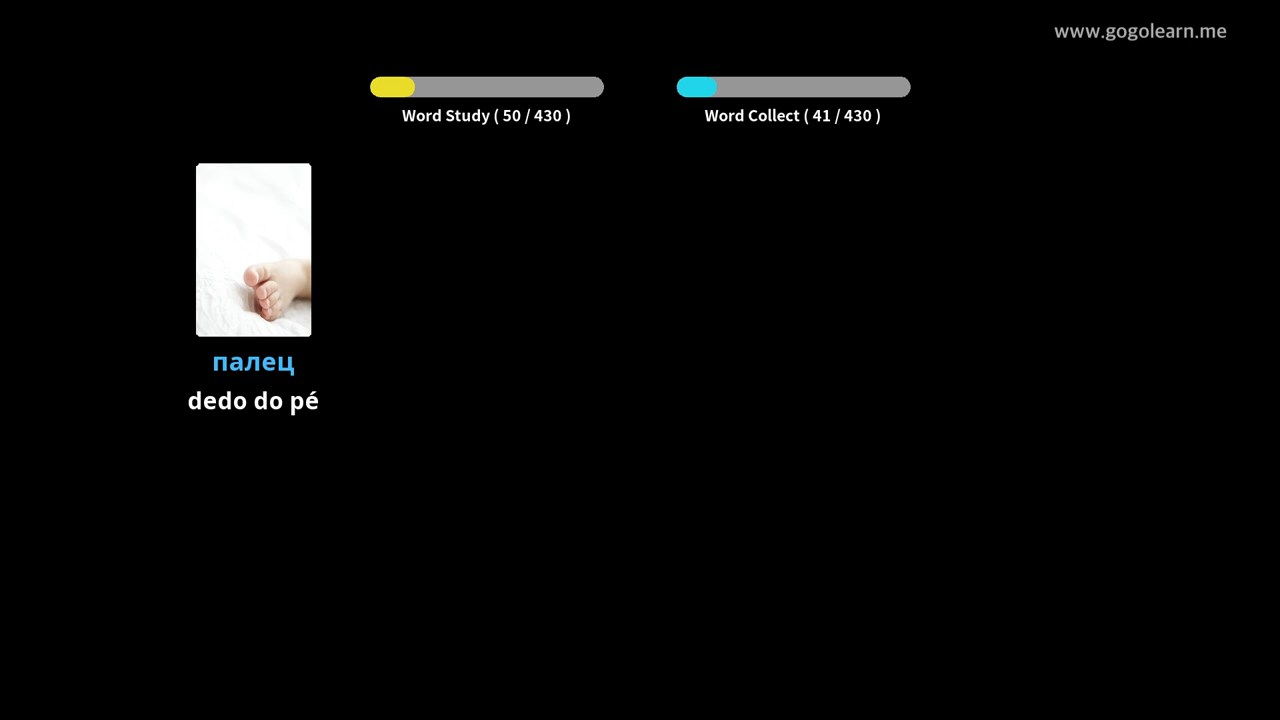 www.gogolearn.me
Word Study ( 50 / 430 )
Word Collect ( 41 / 430 )
палец
dedo do pé